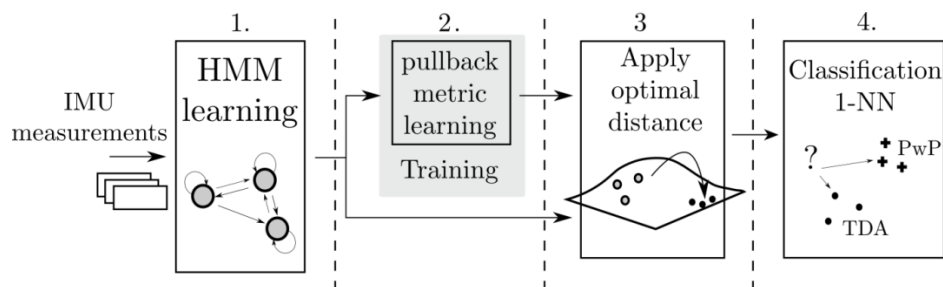 1.
2.
3
4.
IMU
measurements
HMM
learning
pullback
metric
learning
Training
Apply
optimal
distance
Classification
1-NN
?
PwP
TDA